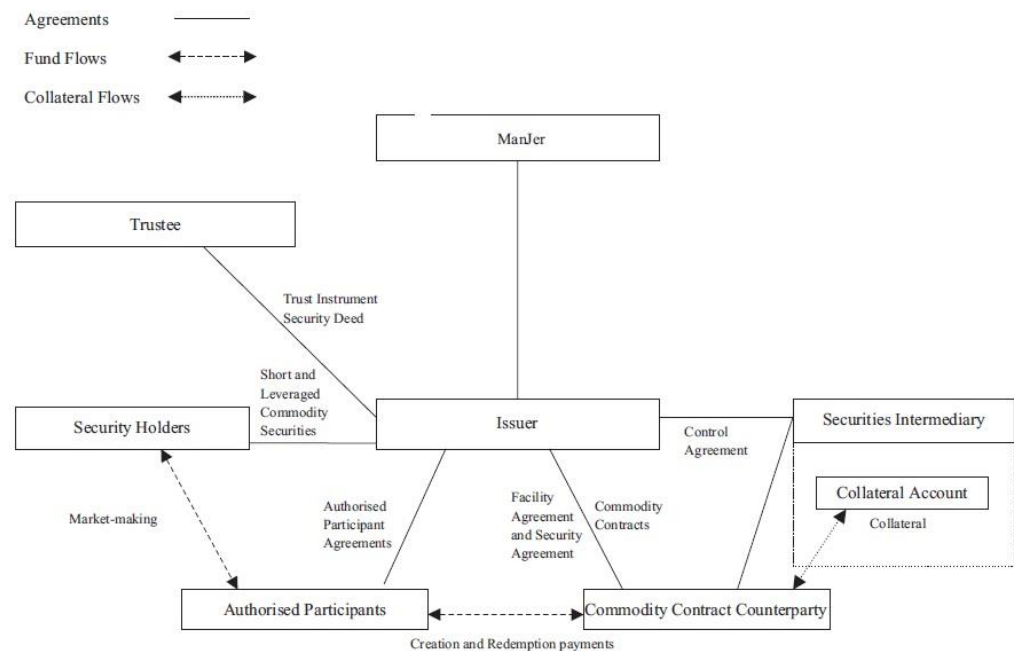 Agreements
Fund Flows
Collateral Flows
ManJer
Trustee
Trust Instrument
Security Deed
Short and
Leveraged
Commodity
Securities
Security Holders
Issuer
Securities Intermediary
Control
Agreement
Collateral Account
Collateral
Market-making
Authorised
Participant
Agreements
Facility
Agreement
and Security
Agreement
Commodity
Contracts
Authorised Participants
Commodity Contract Counterparty
Creation and Redemption payments